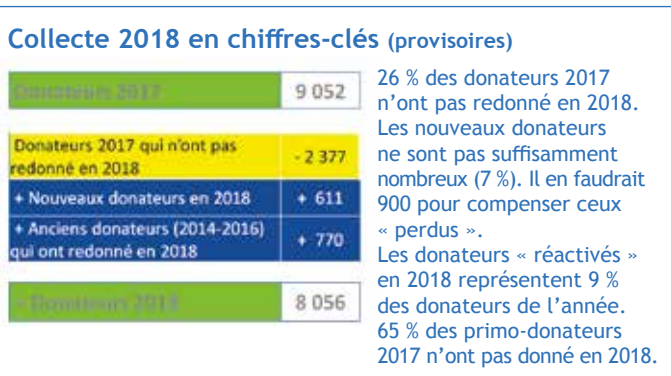 Collecte 2018 en chiffres-clés (provisoires)
Donateurs 2017 9 052
Donateurs 2017 qui n'ont pas
redonné en 2018 - 2 377
+ Nouveaux donateurs en 2018 + 611
+ Anciens donateurs (2014-2016)
qui ont redonné en 2018 + 770
= Donateurs 2018 8 056
26 % des donateurs 2017
n'ont pas redonné en 2018.
Les nouveaux donateurs
ne sont pas suffisamment
nombreux (7 %). Il en faudrait
900 pour compenser ceux
« perdus ».
Les donateurs « réactivés »
en 2018 représentent 9 %
des donateurs de l'année.
65 % des primo-donateurs
2017 n'ont pas donné en 2018.